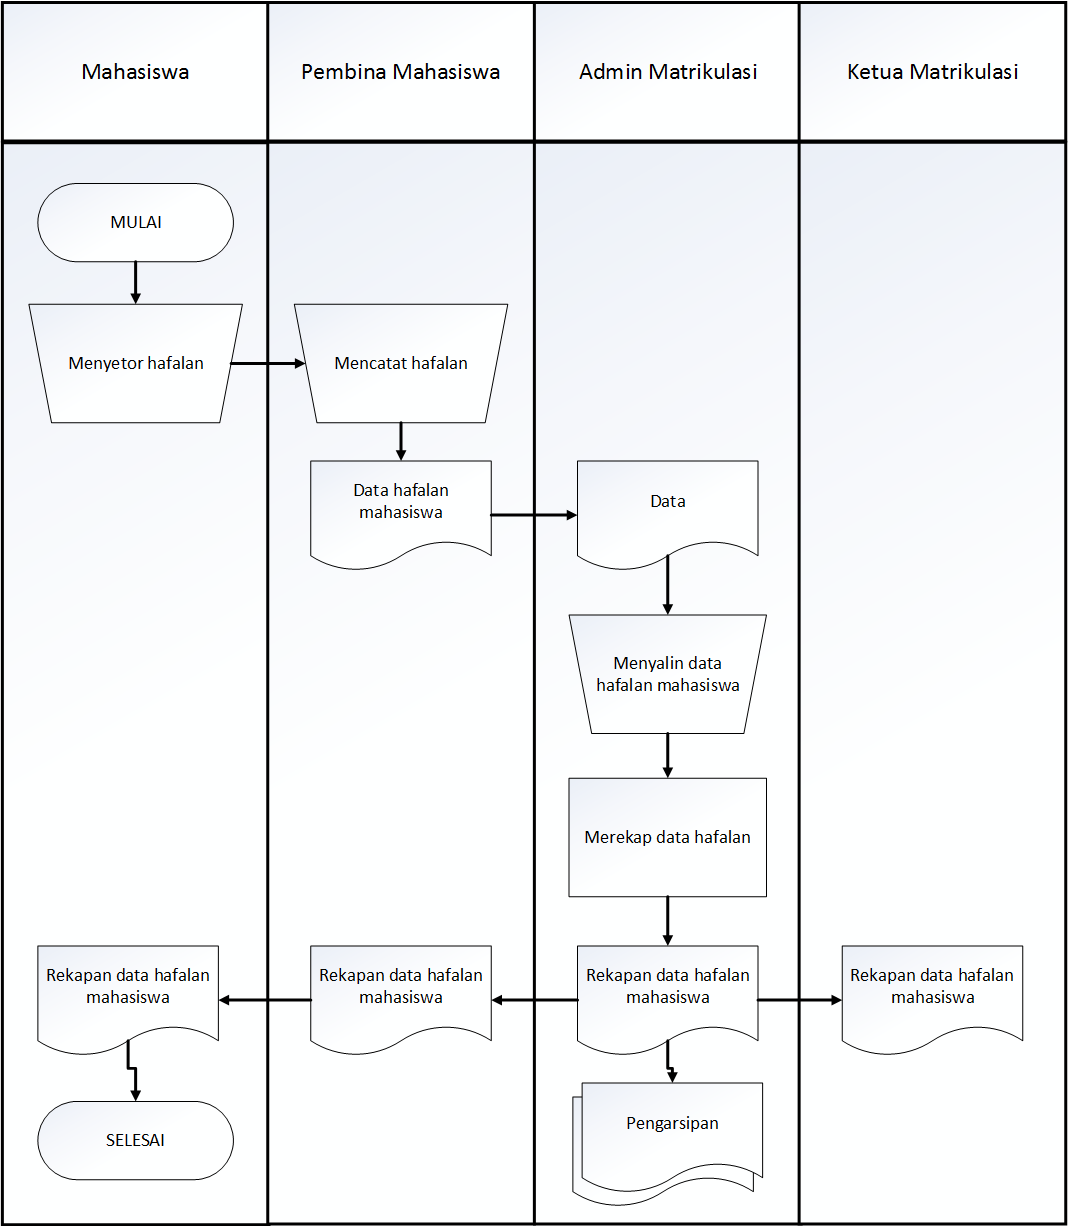 Mahasiswa
Pembina Mahasiswa
Admin Matrikulasi
Ketua Matrikulasi
MULAI
Menyetor hafalan
Mencatat hafalan
Data hafalan
mahasiswa
Data
Menyalin data
hafalan mahasiswa
Merekap data hafalan
Rekapan data hafalan
mahasiswa
Rekapan data hafalan
mahasiswa
Rekapan data hafalan
mahasiswa
Rekapan data hafalan
mahasiswa
SELESAI
Pengarsipan